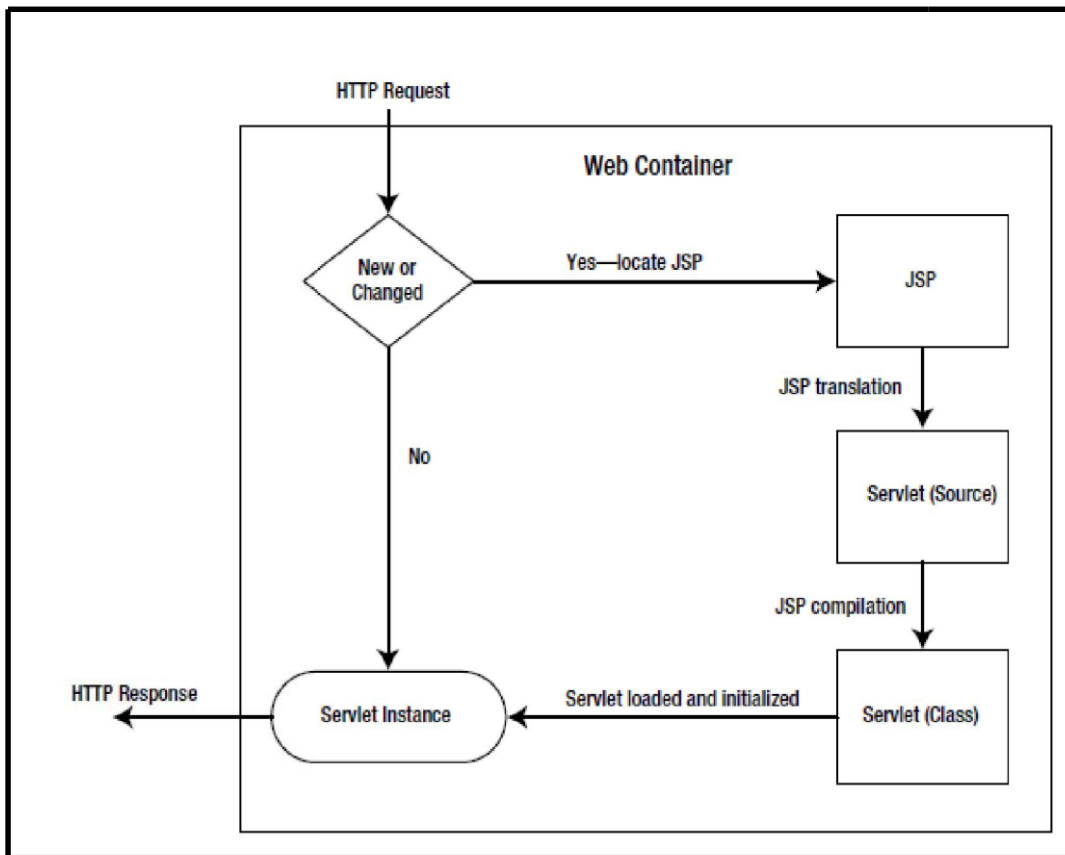 HTTP Request
Web Container
New or
Changed
Yes—locate JSP
JSP
JSP translation
No
Servlet (Source)
JSP compilation
HTTP Response
Servlet Instance
Servlet loaded and initialized
Servlet (Class)